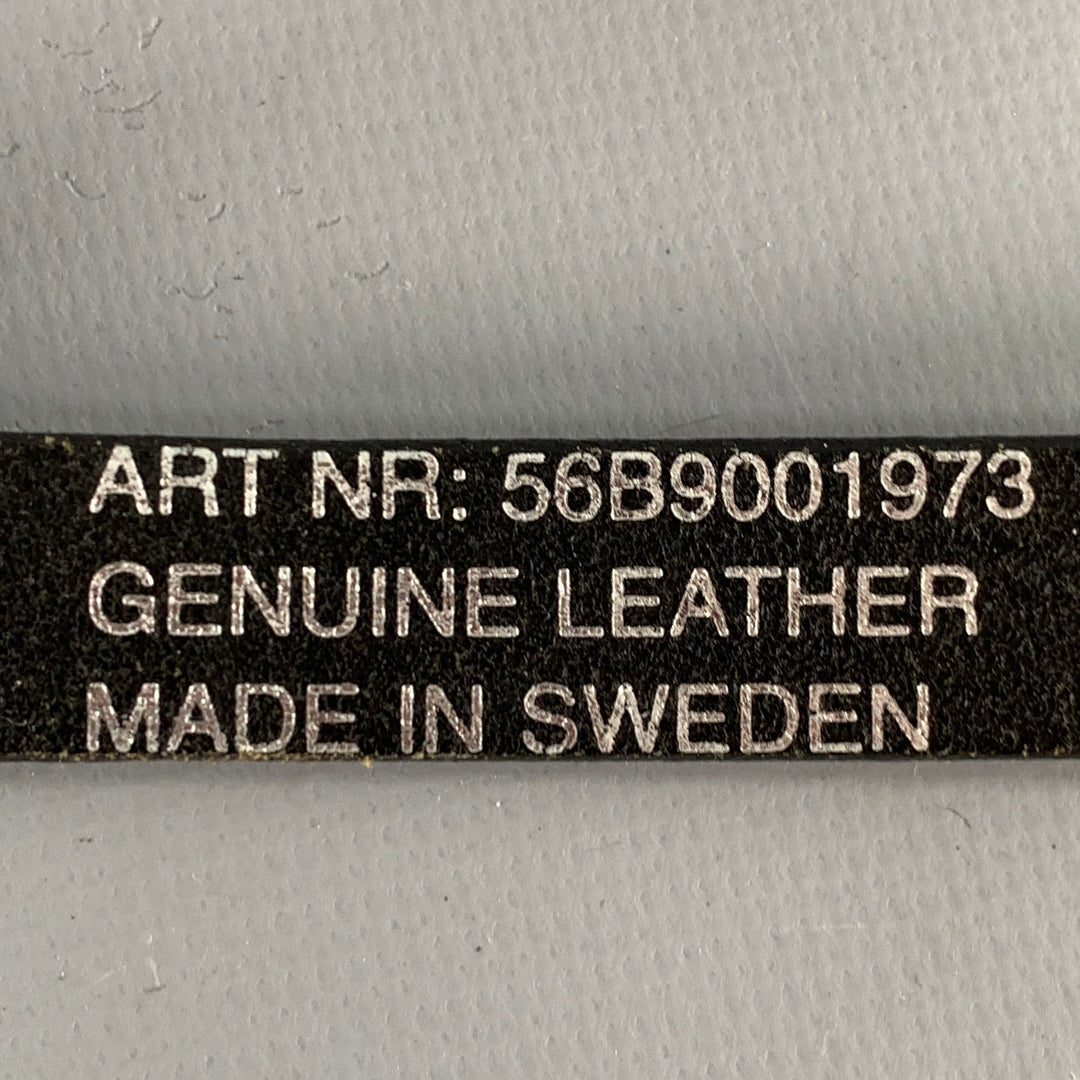 ART NR: 56B9001973
GENUINE LEATHER
MADE IN SWEDEN